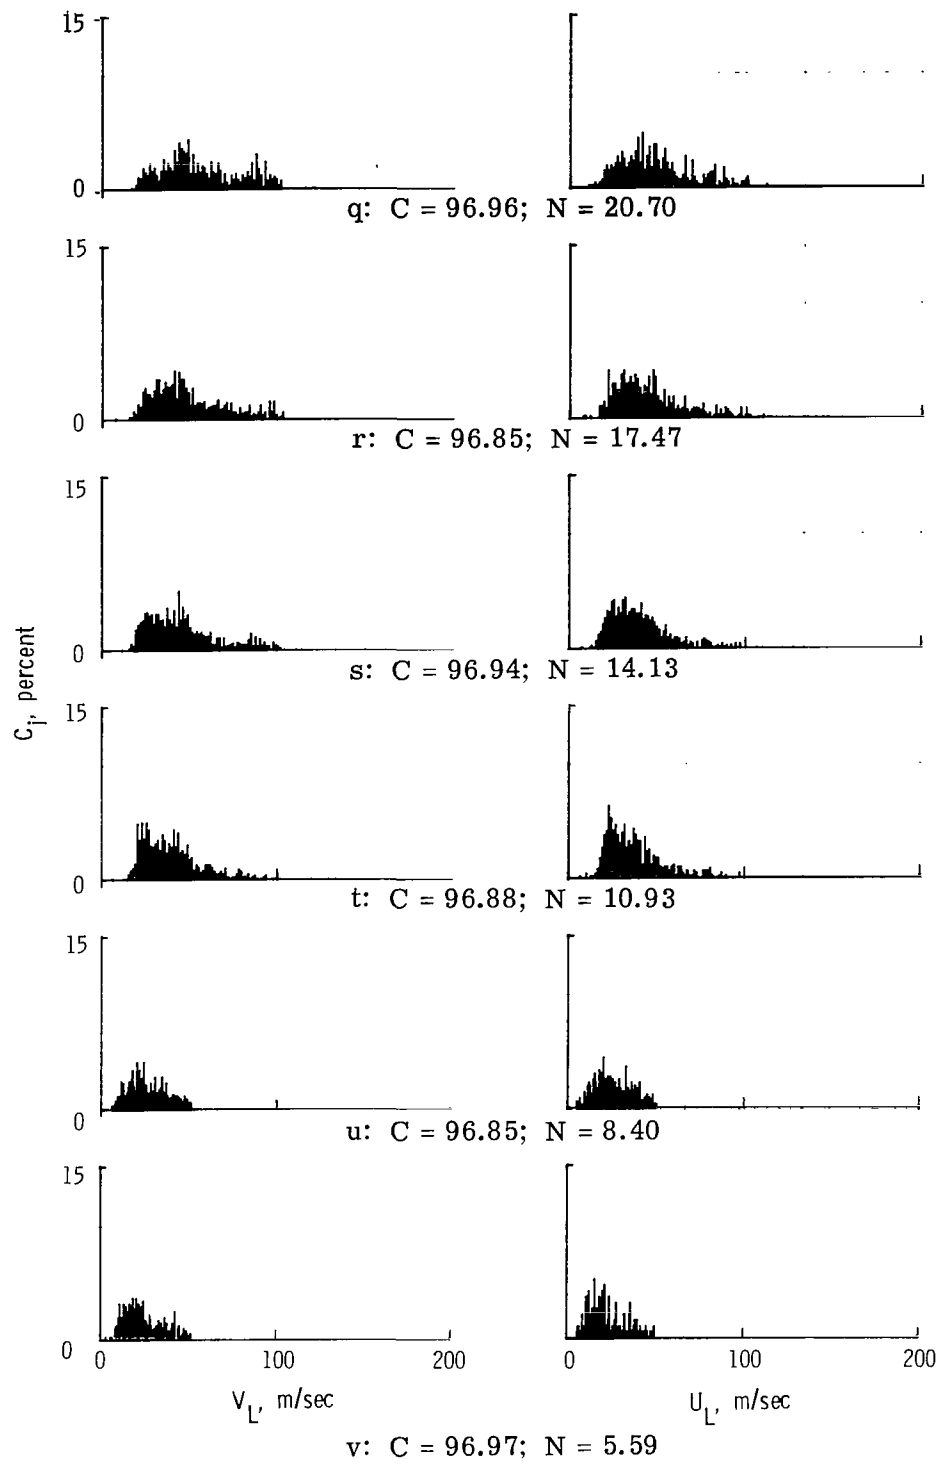 15
0
q: C = 96.96; N = 20.70
15
0
r: C = 96.85; N = 17.47
15
0
s: C = 96.94; N = 14.13
C_j, percent
15
0
t: C = 96.88; N = 10.93
15
0
u: C = 96.85; N = 8.40
15
0
0 100 200
0 100 200
V_L, m/sec
U_L, m/sec
v: C = 96.97; N = 5.59